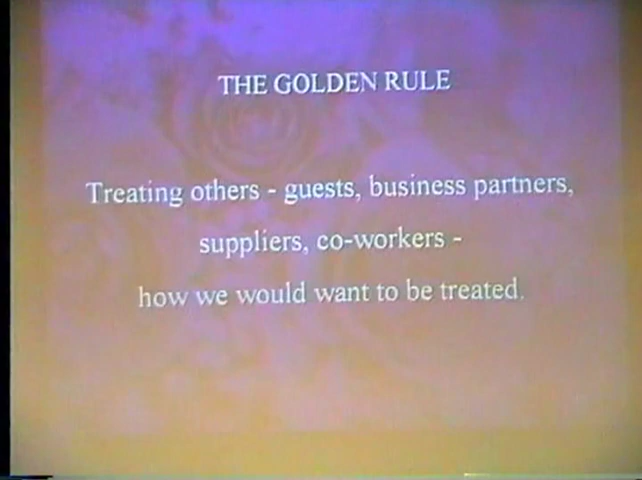 THE GOLDEN RULE
Treating others - guests, business partners,
suppliers, co-workers -
how we would want to be treated.